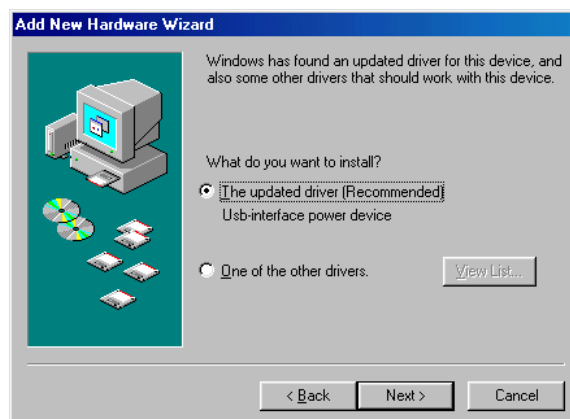 Add New Hardware Wizard
Windows has found an updated driver for this device, and
also some other drivers that should work with this device.
What do you want to install?
The updated driver (Recommended)
Usb-interface power device
One of the other drivers.
View List...
< Back
Next >
Cancel